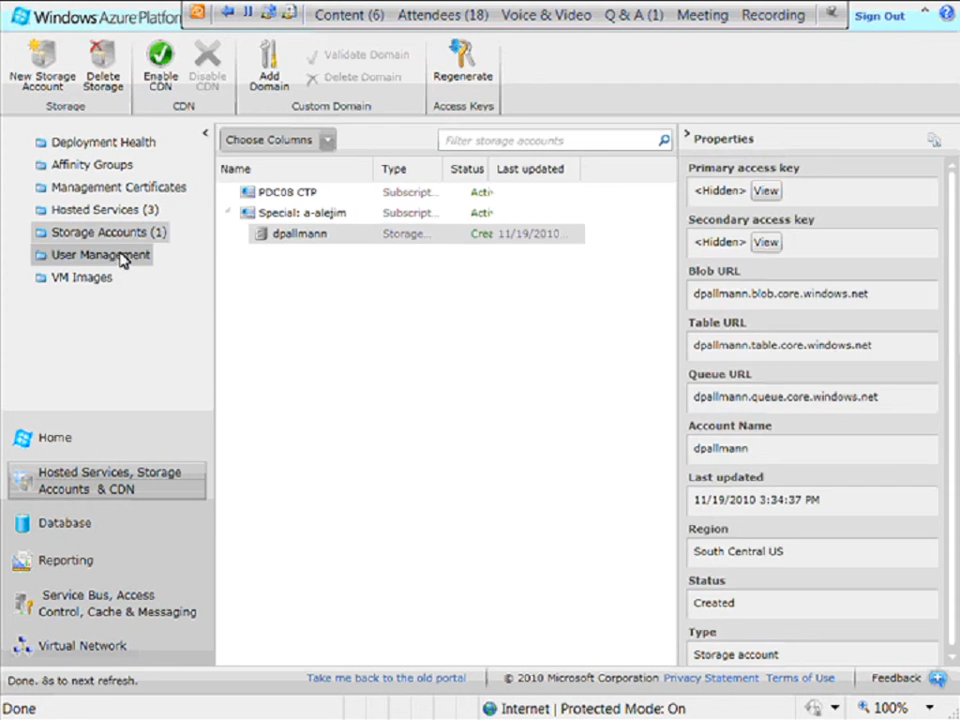 Windows Azure Platfor
Content (6) Attendees (18) Voice & Video Q & A (1) Meeting Recording
Sign Out
New Storage Account
Delete Storage
Storage
Enable CDN
Disable CDN
CDN
Add Domain
Validate Domain
Delete Domain
Custom Domain
Regenerate
Access Keys
Deployment Health
Affinity Groups
Management Certificates
Hosted Services (3)
Storage Accounts (1)
User Management
VM Images
Home
Hosted Services, Storage
Accounts & CDN
Database
Reporting
Service Bus, Access
Control, Cache & Messaging
Virtual Network
Choose Columns
Filter storage accounts
Name Type Status Last updated
PDC08 CTP Subscript... Acti
Special: a-alejim Subscript... Acti
dpallmann Storage... Crea 11/19/2010...
Properties
Primary access key
<Hidden> View
Secondary access key
<Hidden> View
Blob URL
dpallmann.blob.core.windows.net
Table URL
dpallmann.table.core.windows.net
Queue URL
dpallmann.queue.core.windows.net
Account Name
dpallmann
Last updated
11/19/2010 3:34:37 PM
Region
South Central US
Status
Created
Type
Storage account
Done. 8s to next refresh.
Take me back to the old portal
© 2010 Microsoft Corporation Privacy Statement Terms of Use
Feedback
Done
Internet | Protected Mode: On
100%